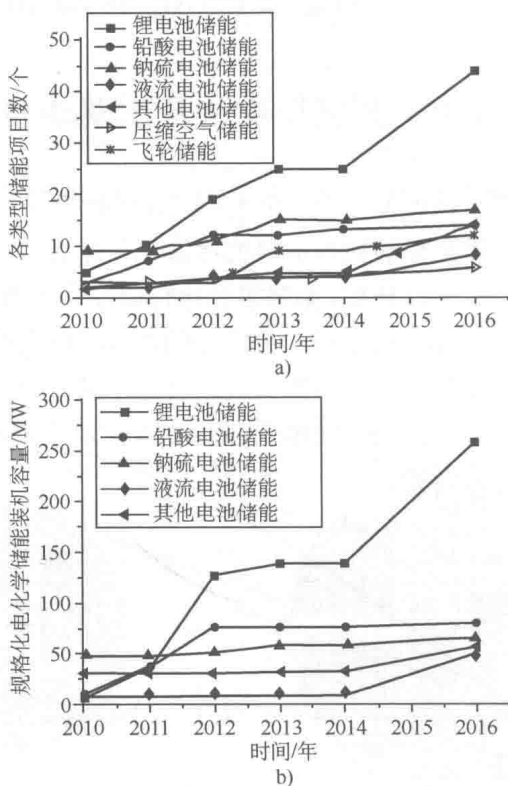 50
40
30
20
10
0
各类型储能项目数/个
锂电池储能
铅酸电池储能
钠硫电池储能
液流电池储能
其他电池储能
压缩空气储能
飞轮储能
2010 2011 2012 2013 2014 2015 2016
时间/年
a)
300
250
200
150
100
50
0
规格化电化学储能装机容量/MW
锂电池储能
铅酸电池储能
钠硫电池储能
液流电池储能
其他电池储能
2010 2011 2012 2013 2014 2015 2016
时间/年
b)